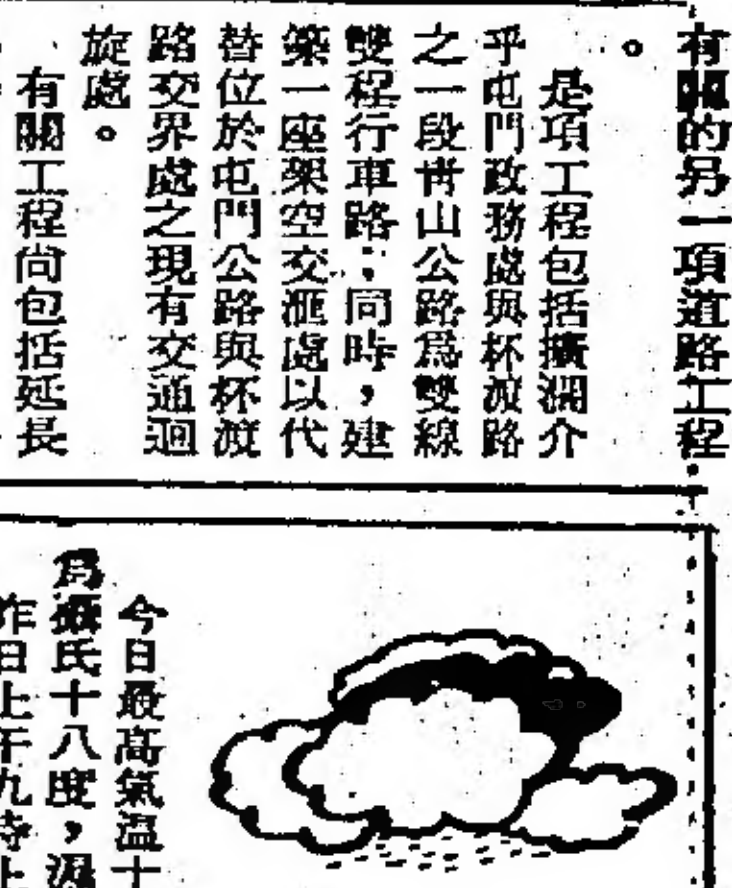 有關的另一項道路工程
。
是項工程包括擴濶介
乎屯門政務處與杯渡路
之一段青山公路爲雙線
雙程行車路；同時，建
築一座架空交滙處以代
替位於屯門公路與杯渡
路交界處之現有交通迴
旋處。
有關工程尚包括延長
今日最高氣溫十
爲攝氏十八度，濕
昨日上午九時上